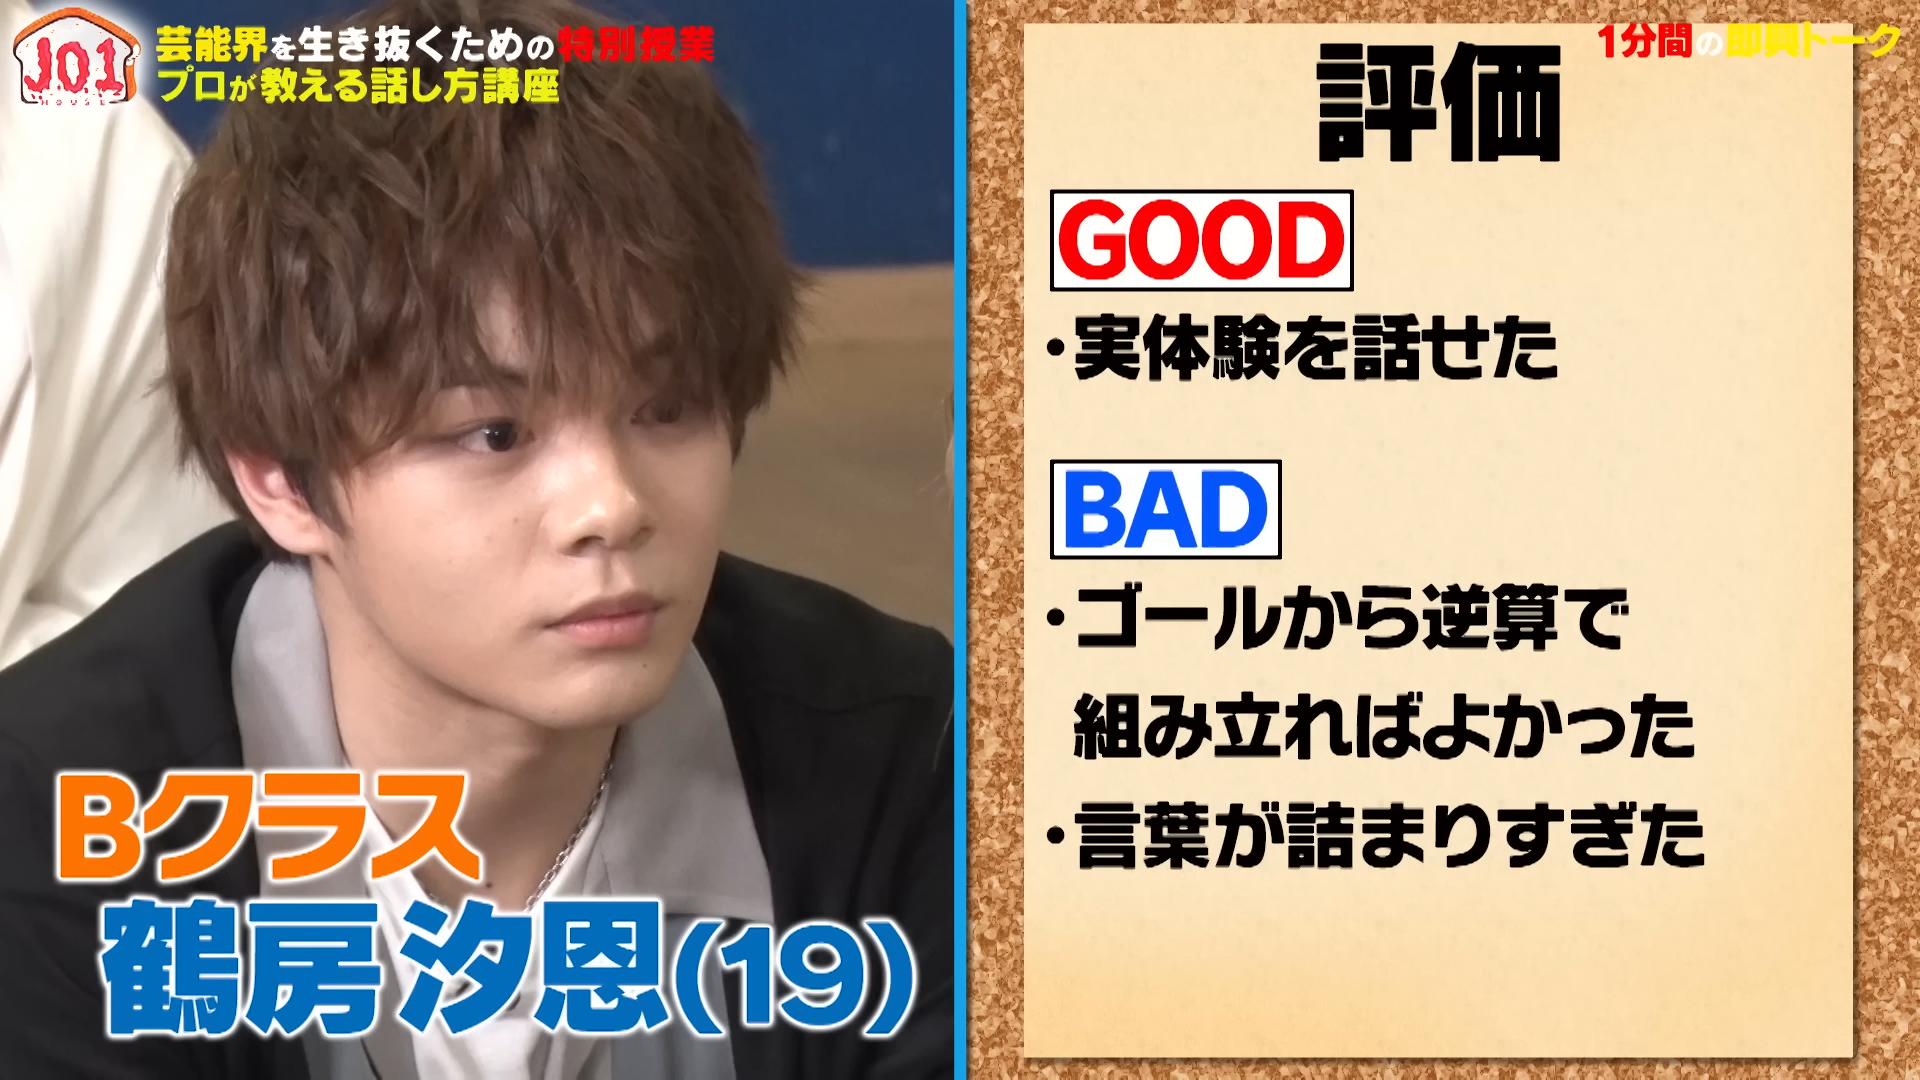 JO1
HOUSE
芸能界を生き抜くための特別授業
プロが教える話し方講座
1分間の即興トーク
評価
GOOD
・実体験を話せた
BAD
・ゴールから逆算で
組み立ればよかった
・言葉が詰まりすぎた
Bクラス
鶴房 汐恩(19)